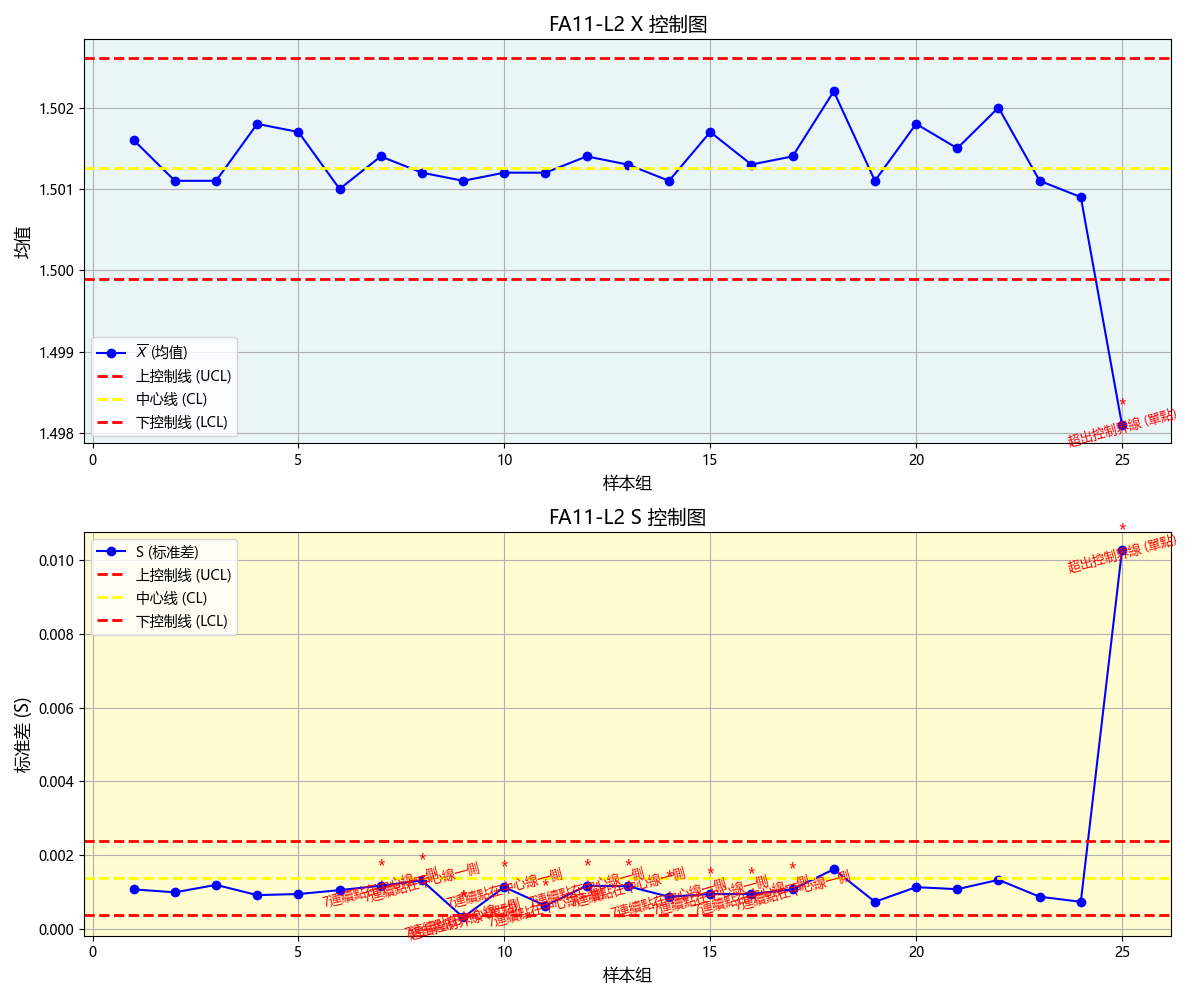 FA11-L2 X 控制图
均值
1.502
1.501
1.500
1.499
1.498
X (均值)
上控制线 (UCL)
中心线 (CL)
下控制线 (LCL)
*
超出控制界線 (單點)
0 5 10 15 20 25
样本组
FA11-L2 S 控制图
标准差 (S)
0.010
0.008
0.006
0.004
0.002
0.000
S (标准差)
上控制线 (UCL)
中心线 (CL)
下控制线 (LCL)
*
超出控制界線 (單點)
0 5 10 15 20 25
样本组